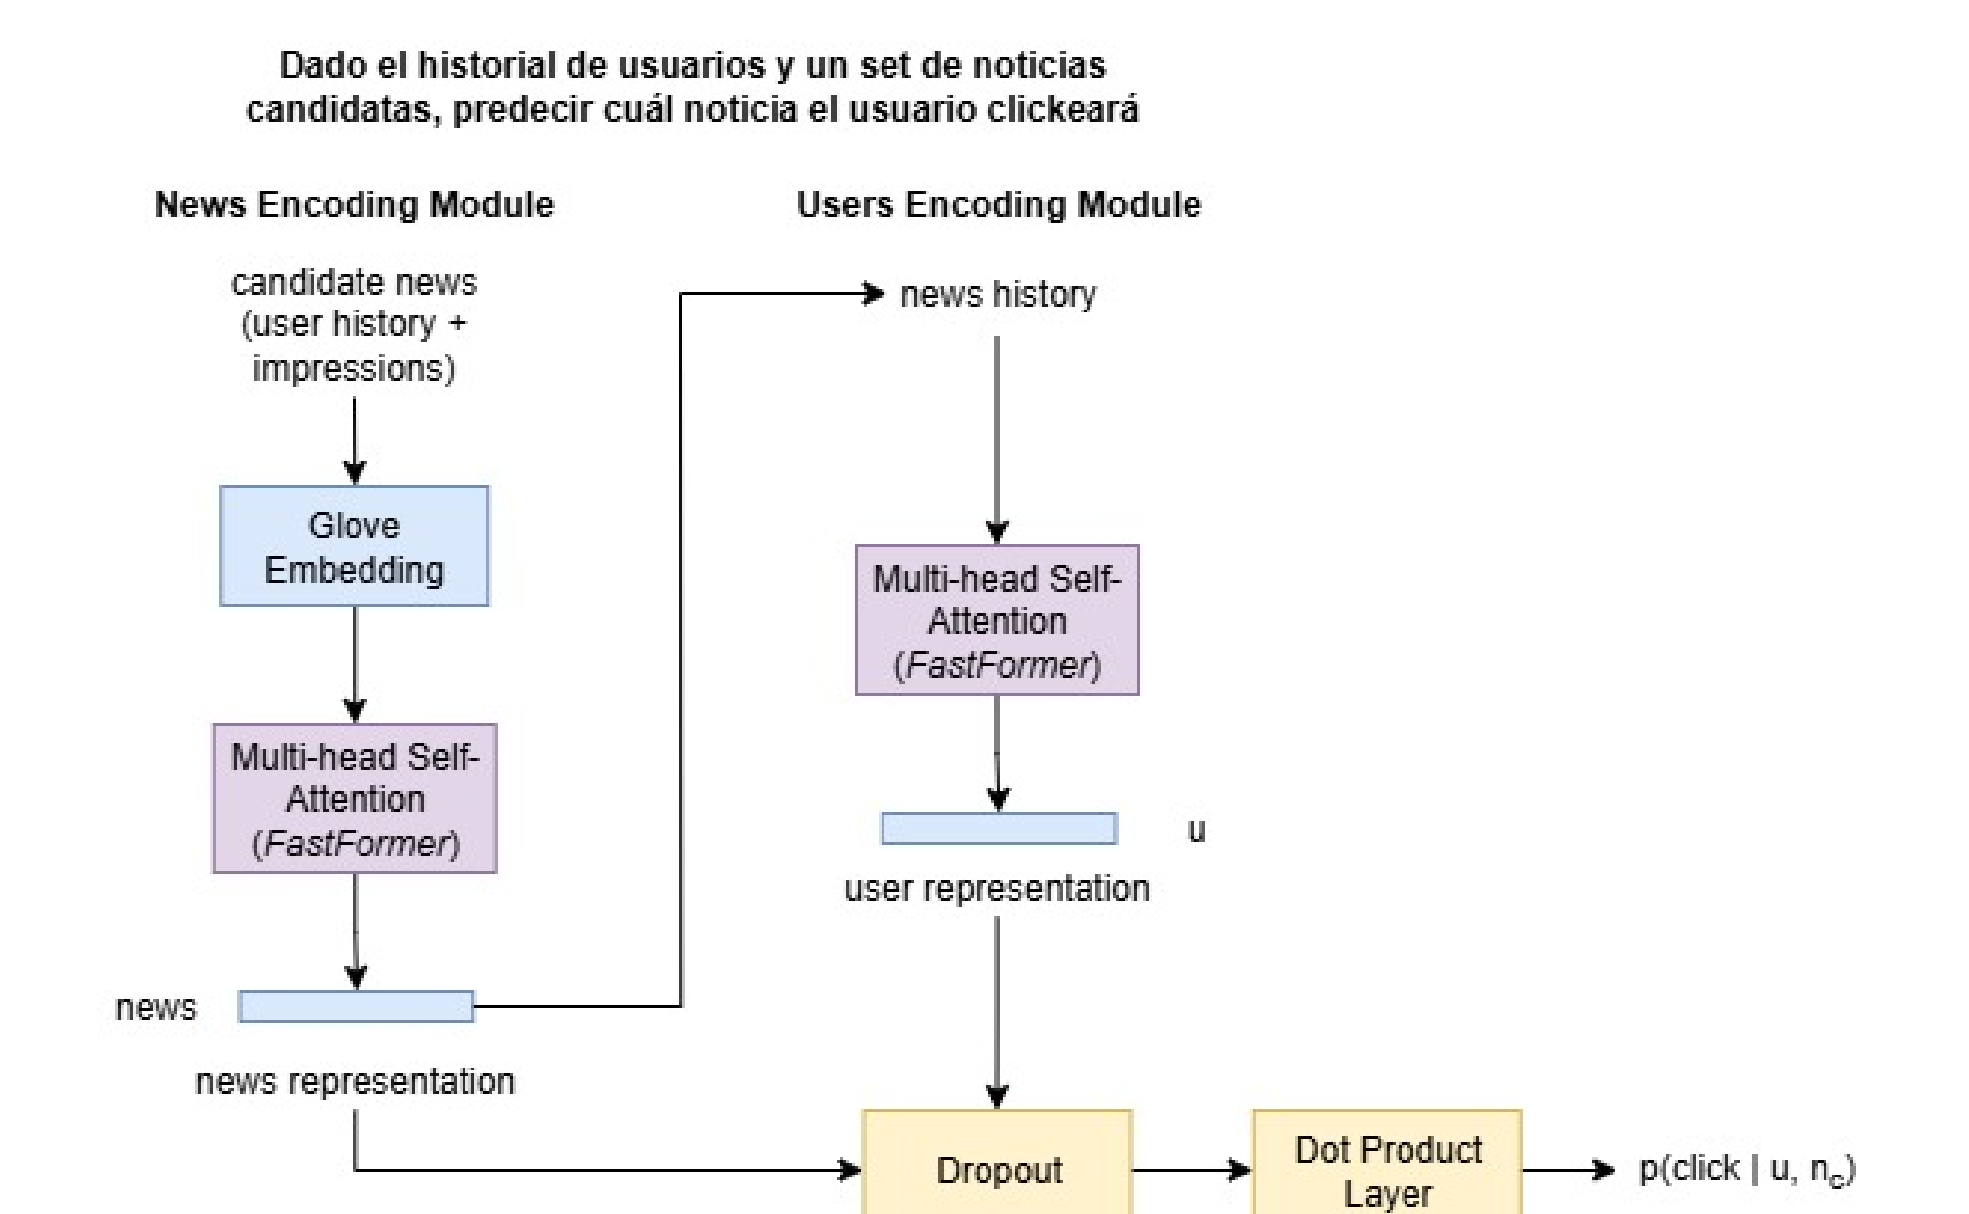 Dado el historial de usuarios y un set de noticias
candidatas, predecir cuál noticia el usuario clickeará
News Encoding Module
candidate news
(user history +
impressions)
Glove
Embedding
Multi-head Self-
Attention
(FastFormer)
news
news representation
Users Encoding Module
news history
Multi-head Self-
Attention
(FastFormer)
u
user representation
Dropout
Dot Product
Layer
p(click | u, n_c)